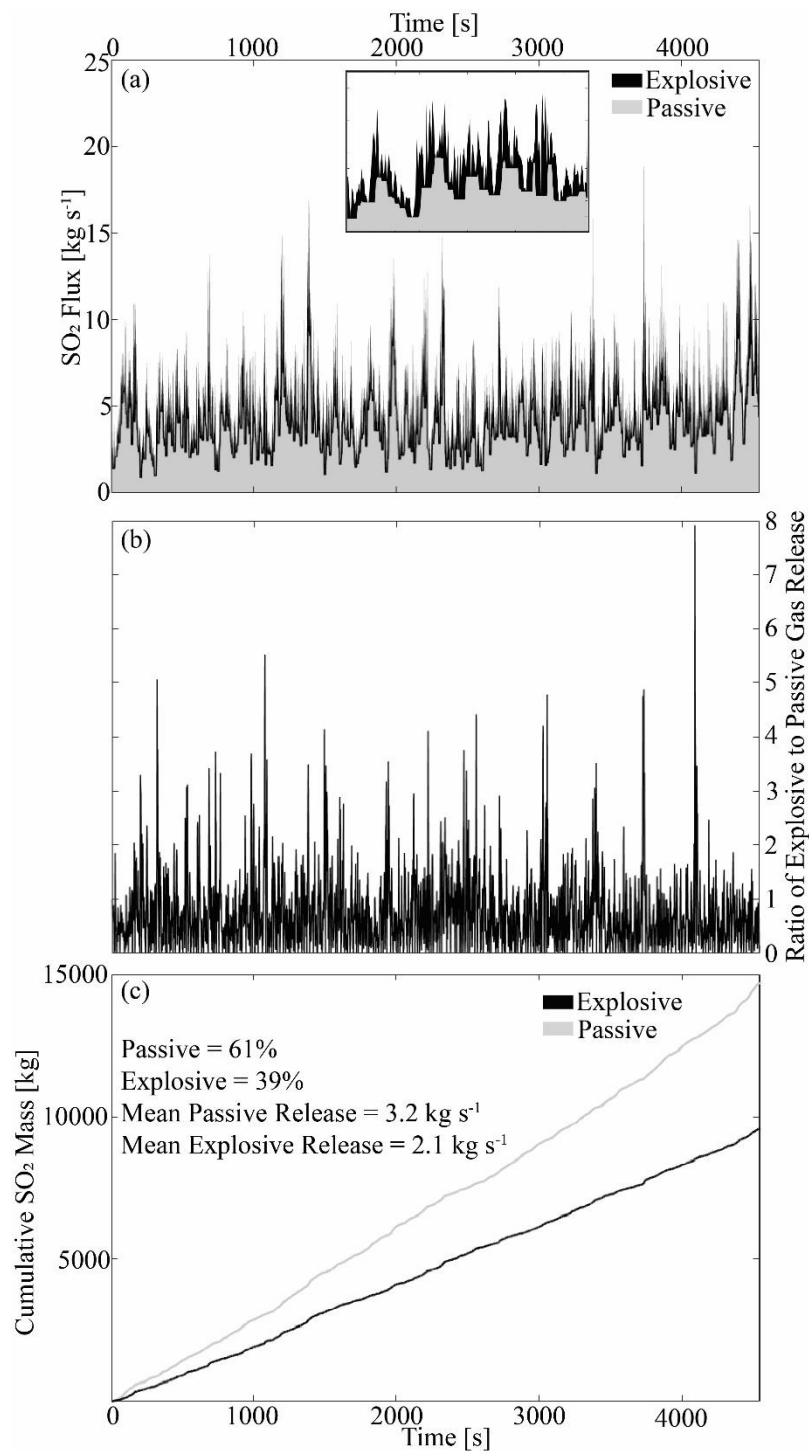 Time [s]
0 1000 2000 3000 4000
25
(a)
Explosive
Passive
20
15
10
5
0
SO₂ Flux [kg s⁻¹]
(b)
8
7
6
5
4
3
2
1
0
Ratio of Explosive to Passive Gas Release
15000
(c)
Explosive
Passive
Passive = 61%
Explosive = 39%
Mean Passive Release = 3.2 kg s⁻¹
Mean Explosive Release = 2.1 kg s⁻¹
10000
5000
Cumulative SO₂ Mass [kg]
0 1000 2000 3000 4000
Time [s]